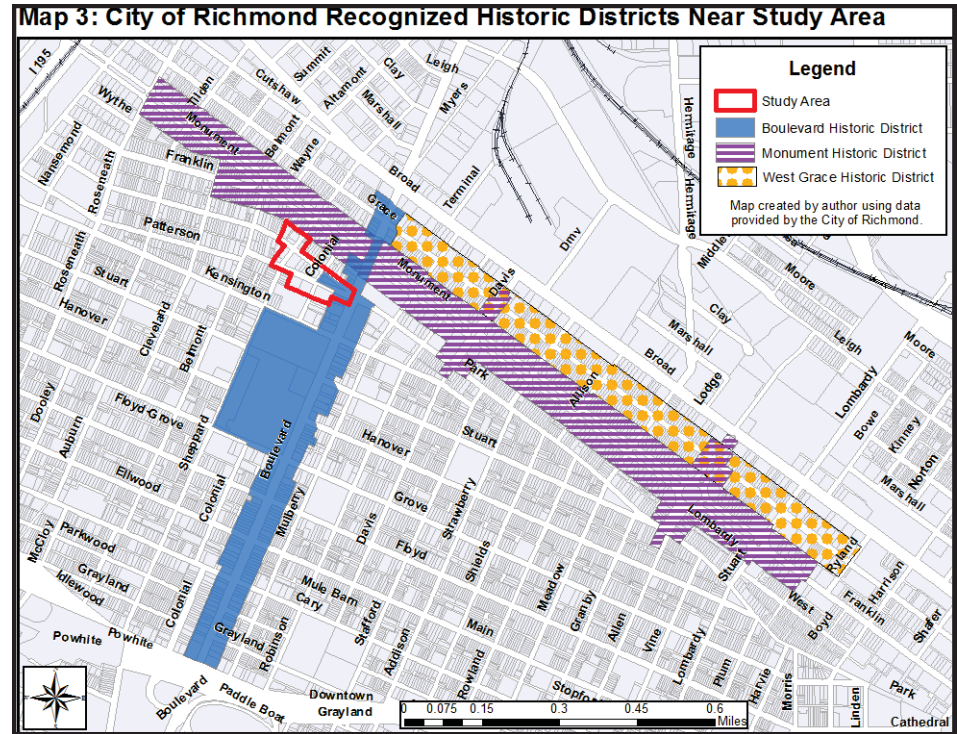 Map 3: City of Richmond Recognized Historic Districts Near Study Area
Legend
Study Area
Boulevard Historic District
Monument Historic District
West Grace Historic District
Map created by author using data
provided by the City of Richmond.
I 195
Wythe
Tilden
Cutshaw
Summit
Altamont
Clay
Leigh
Marshall
Myers
Nansemond
Roseneath
Monument
Belmont
Wayne
Franklin
Broad
Terminal
Hermitage
Hermitage
Grace
Patterson
Colonial
Dmv
Middle
Moore
Roseneath
Stuart
Kensington
Monument
Davis
Hanover
Cleveland
Belmont
Clay
Marshall
Leigh
Moore
Broad
Lodge
Park
Allison
Lombardy
Bowe
Kinney
Norton
Marshall
Dooley
Auburn
Floyd
Grove
Sheppard
Boulevard
Hanover
Stuart
Ellwood
Colonial
Mulberry
Grove
Strawberry
Davis
Floyd
Shields
Lombardy
Stuart
Ryland
McCloy
Parkwood
Grayland
Idlewood
Colonial
Mule Barn
Cary
Meadow
Granby
West
Boyd
Franklin
Harrison
Shafer
Powhite
Powhite
Grayland
Robinson
Stafford
Addison
Main
Rowland
Allen
Vine
Lombardy
Plum
Harvie
Morris
Linden
Park
Boulevard
Paddle Boat
Downtown
Grayland
Cathedral
0 0.075 0.15 0.3 0.45 0.6
Miles